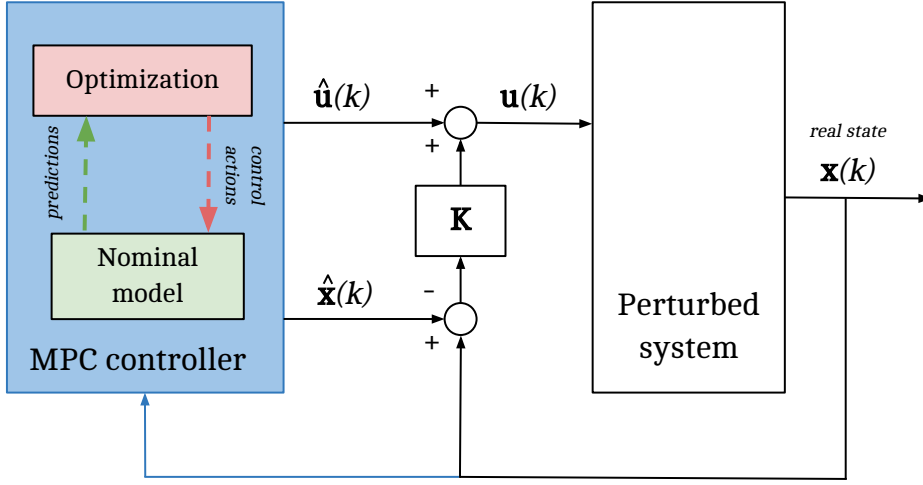 Optimization
predictions
control
actions
Nominal
model
MPC controller
û(k)
x̂(k)
+
+
K
-
+
u(k)
Perturbed
system
real state
x(k)